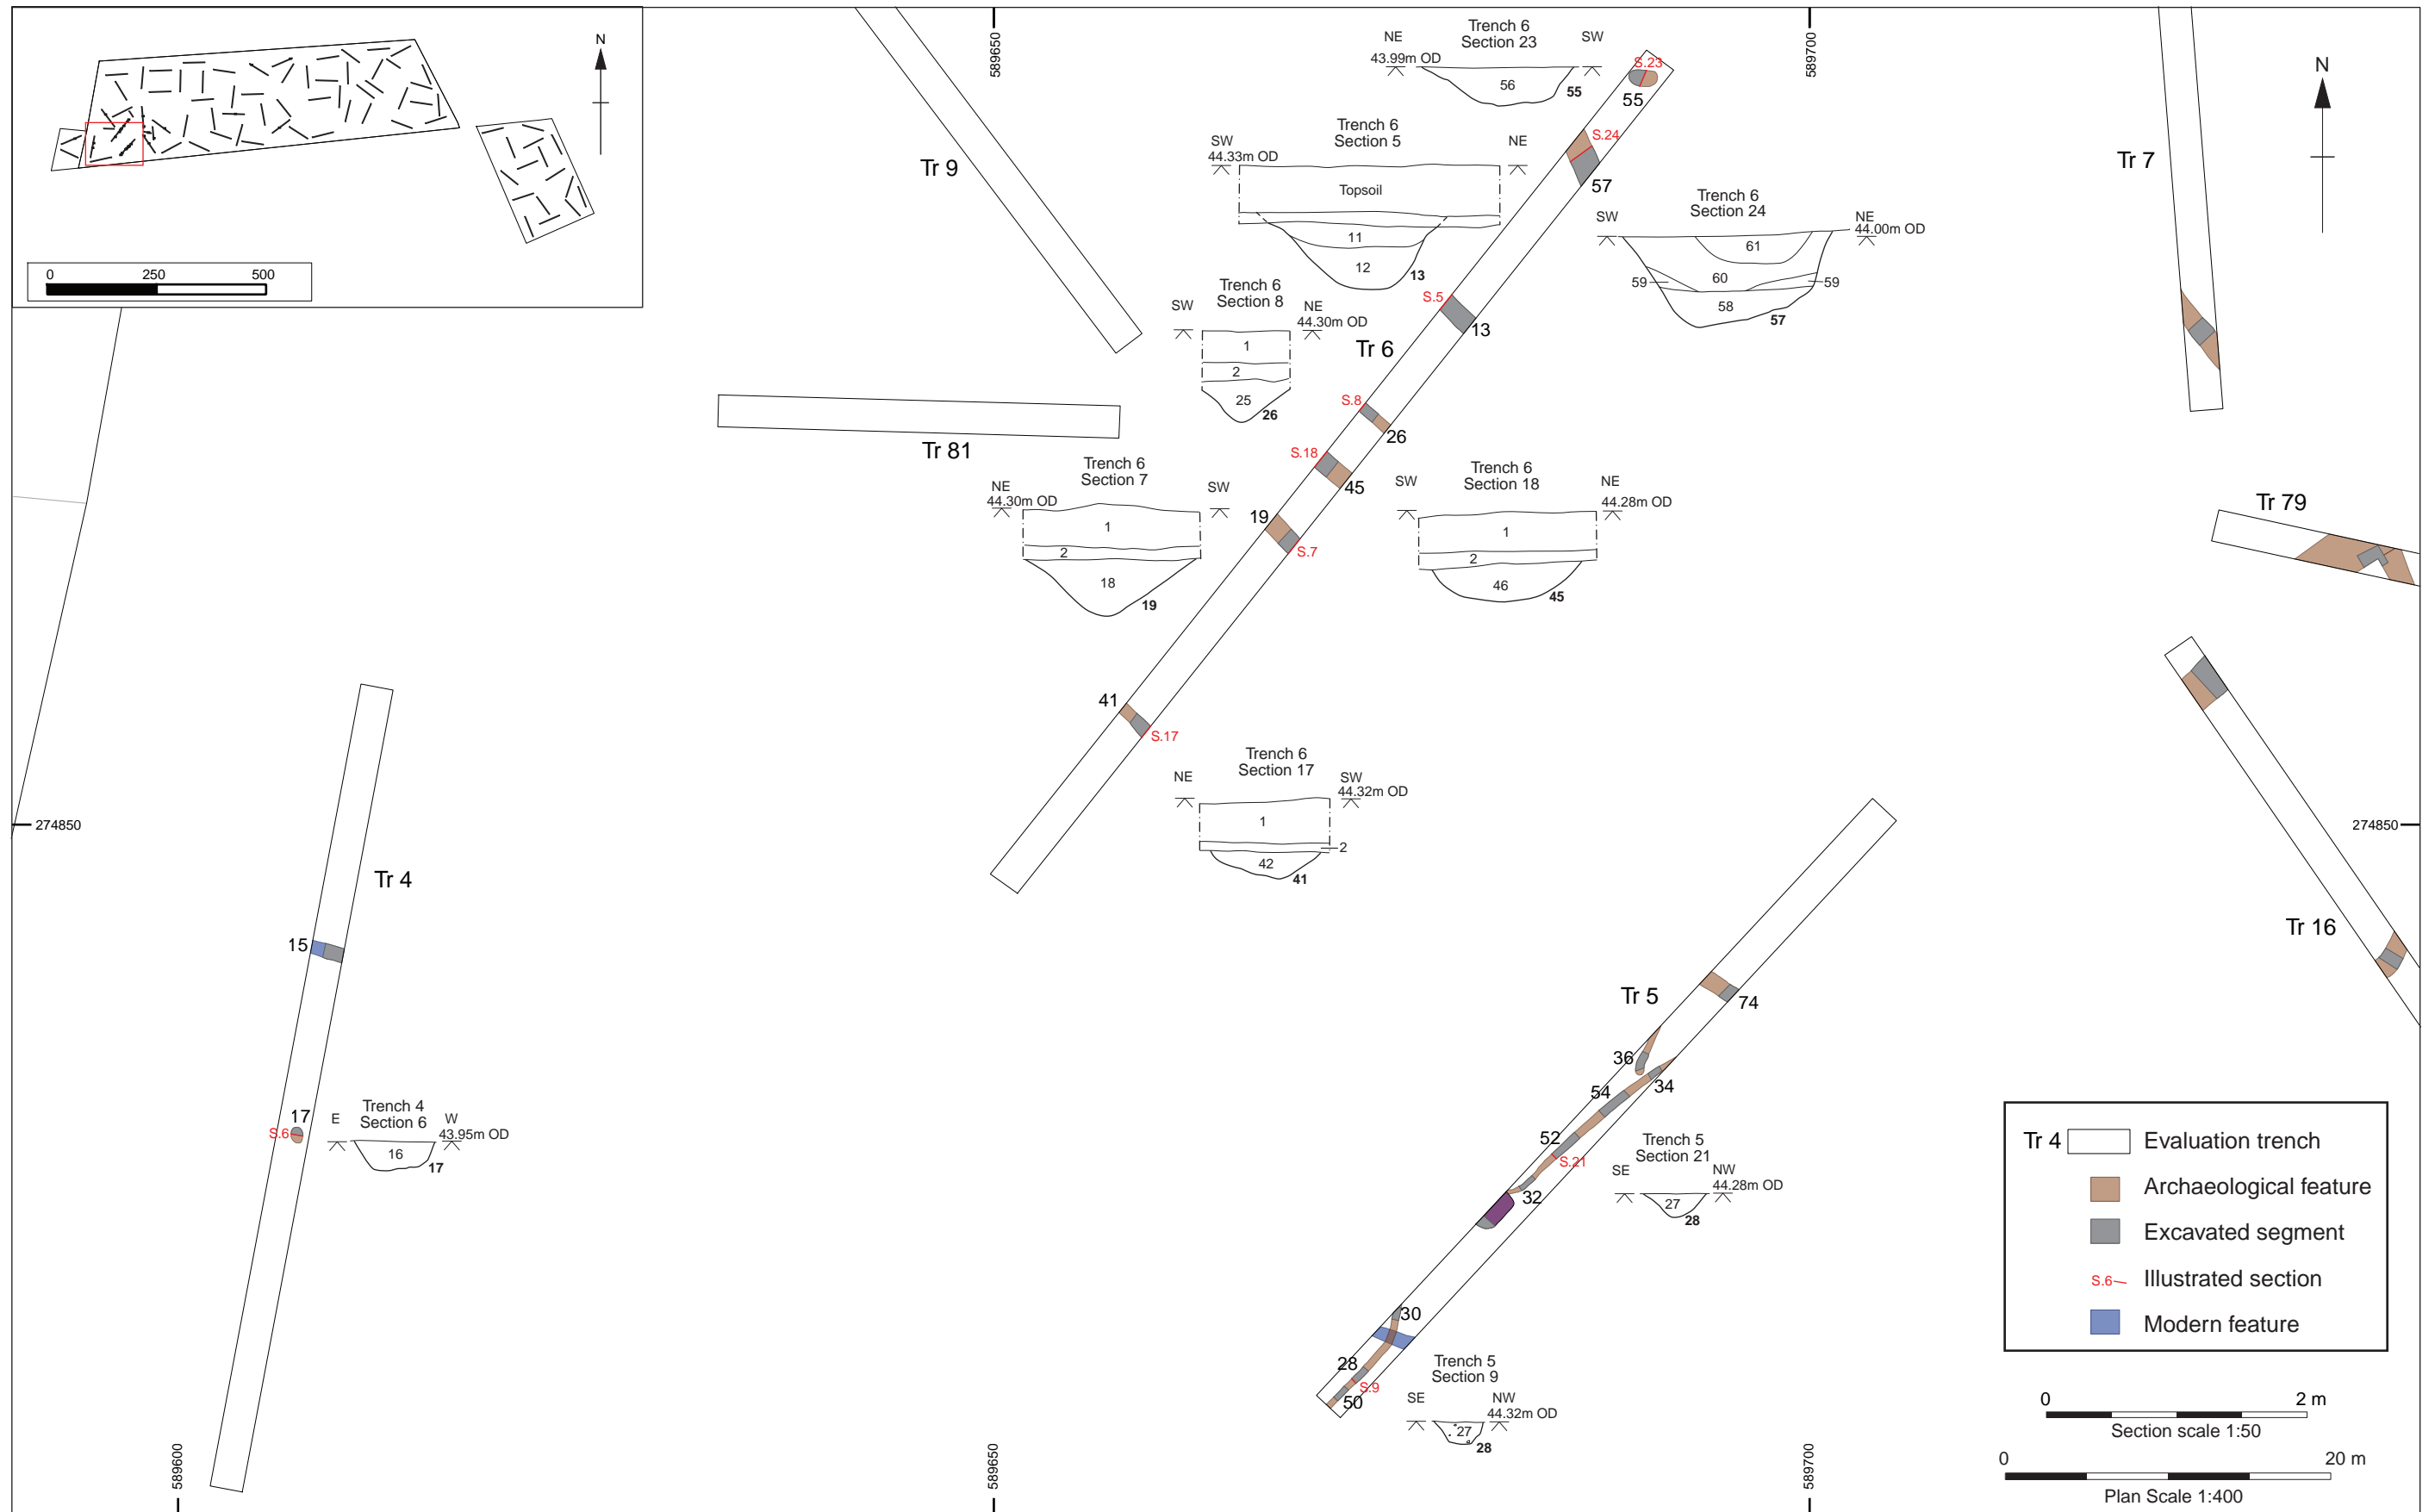 N
0 250 500
589650
589700
Tr 9
Trench 6
Section 23
NE
SW
43.99m OD
56
55
S.23
55
Trench 6
Section 5
SW
NE
44.33m OD
Topsoil
11
12
13
S.24
57
Trench 6
Section 24
SW
NE
44.00m OD
61
60
59
59
58
57
Tr 7
N
Trench 6
Section 8
SW
NE
44.30m OD
1
2
25
26
S.5
13
Tr 6
S.8
26
Tr 81
S.18
45
Trench 6
Section 7
NE
SW
44.30m OD
1
2
18
19
19
S.7
Trench 6
Section 18
SW
NE
44.28m OD
1
2
46
45
Tr 79
41
S.17
Trench 6
Section 17
NE
SW
44.32m OD
1
2
42
41
274850
274850
Tr 4
15
17
S.6
Trench 4
Section 6
E
W
43.95m OD
16
17
Tr 16
Tr 5
74
36
54
34
52
S.21
32
Trench 5
Section 21
SE
NW
44.28m OD
27
28
30
28
S.9
50
Trench 5
Section 9
SE
NW
44.32m OD
27
28
Tr 4 Evaluation trench
Archaeological feature
Excavated segment
S.6 Illustrated section
Modern feature
0 2 m
Section scale 1:50
0 20 m
Plan Scale 1:400
589600
589650
589700